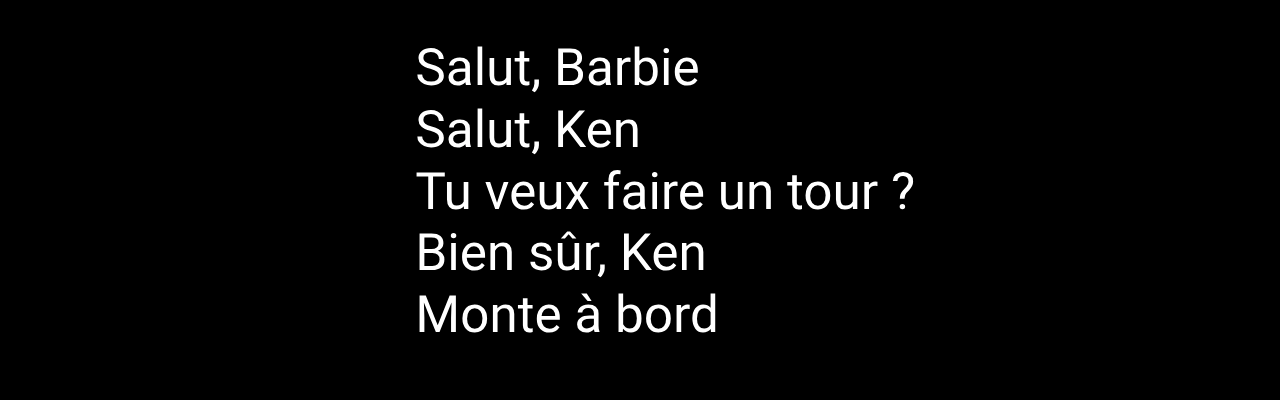 Salut, Barbie
Salut, Ken
Tu veux faire un tour ?
Bien sûr, Ken
Monte à bord